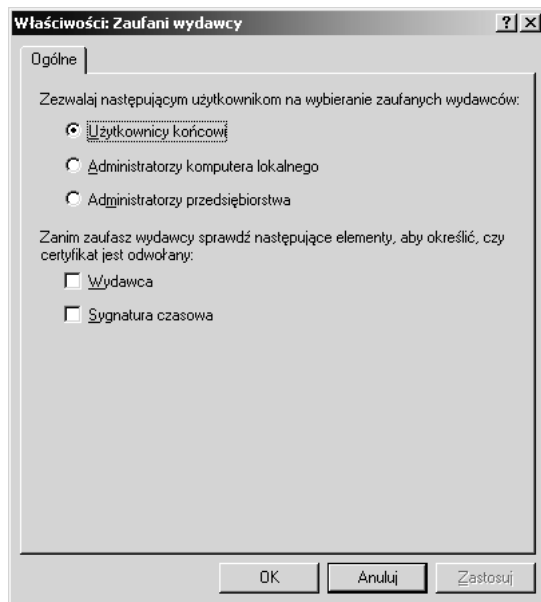 Właściwości: Zaufani wydawcy
Ogólne
Zezwalaj następującym użytkownikom na wybieranie zaufanych wydawców:
Użytkownicy końcowi
Administratorzy komputera lokalnego
Administratorzy przedsiębiorstwa
Zanim zaufasz wydawcy sprawdź następujące elementy, aby określić, czy
certyfikat jest odwołany:
Wydawca
Sygnatura czasowa
OK Anuluj Zastosuj